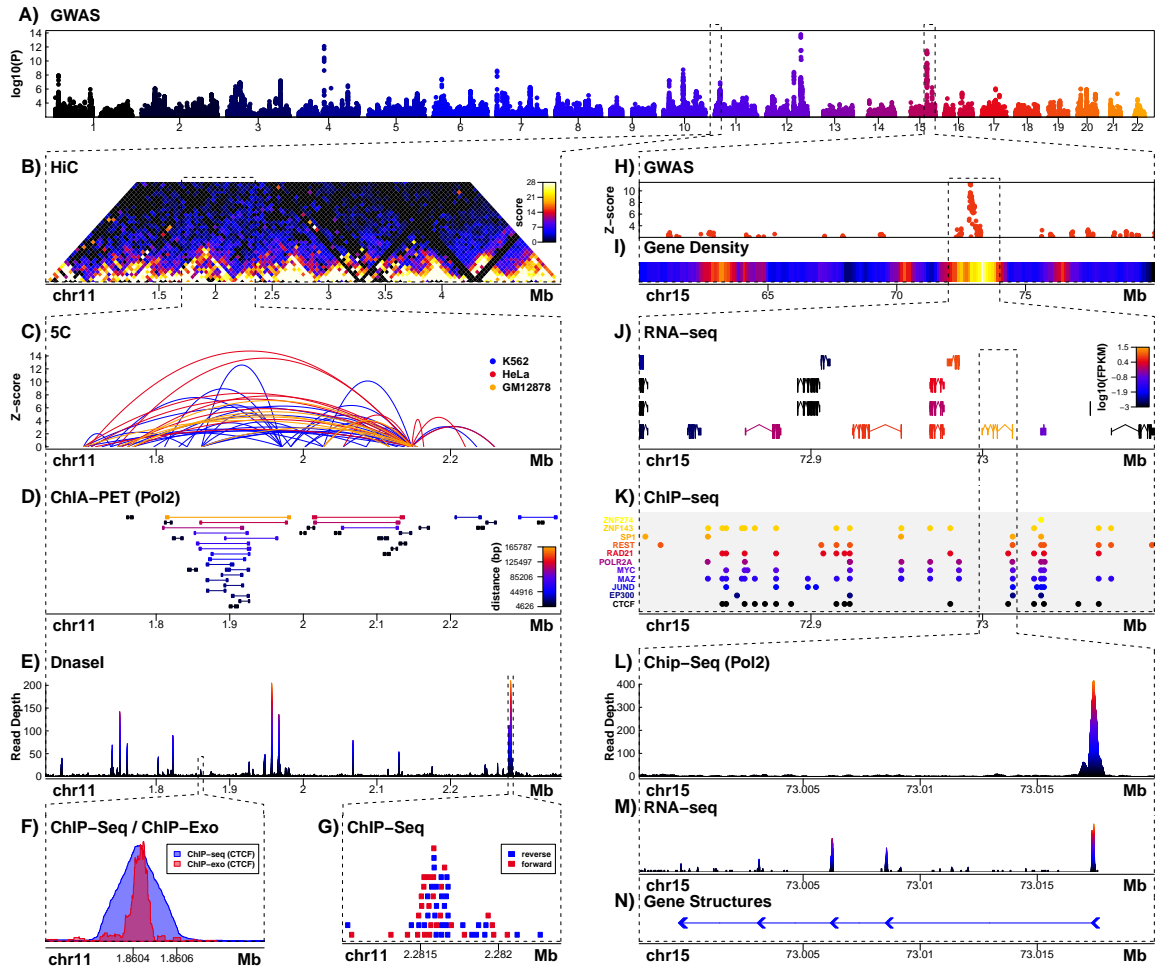 A) GWAS
log10(P)
14
12
10
8
6
4
1 2 3 4 5 6 7 8 9 10 11 12 13 14 15 16 17 18 19 20 21 22
B) HiC
score
28
21
14
7
0
chr11 1.5 2 2.5 3 3.5 4 Mb
C) 5C
Z−score
14
12
10
8
6
4
2
0
K562
HeLa
GM12878
chr11 1.8 2 2.2 Mb
D) ChIA−PET (Pol2)
distance (bp)
165787
125497
85206
44916
4626
chr11 1.8 1.9 2 2.1 2.2 Mb
E) DnaseI
Read Depth
200
150
100
50
0
chr11 1.8 2 2.2 Mb
F) ChIP−Seq / ChIP−Exo
ChIP−seq (CTCF)
ChIP−exo (CTCF)
chr11 1.8604 1.8606 Mb
G) ChIP−Seq
reverse
forward
chr11 2.2815 2.282 Mb
H) GWAS
Z−score
10
8
6
4
2
I) Gene Density
chr15 65 70 75 Mb
J) RNA−seq
log10(FPKM)
1.5
0.4
−0.8
−1.9
−3
chr15 72.9 73 Mb
K) ChIP−seq
ZNF274
ZNF143
SP1
REST
RAD21
POLR2A
MYC
MAZ
JUND
EP300
CTCF
chr15 72.9 73 Mb
L) Chip−Seq (Pol2)
Read Depth
400
300
200
100
0
chr15 73.005 73.01 73.015 Mb
M) RNA−seq
chr15 73.005 73.01 73.015 Mb
N) Gene Structures
chr15 73.005 73.01 73.015 Mb